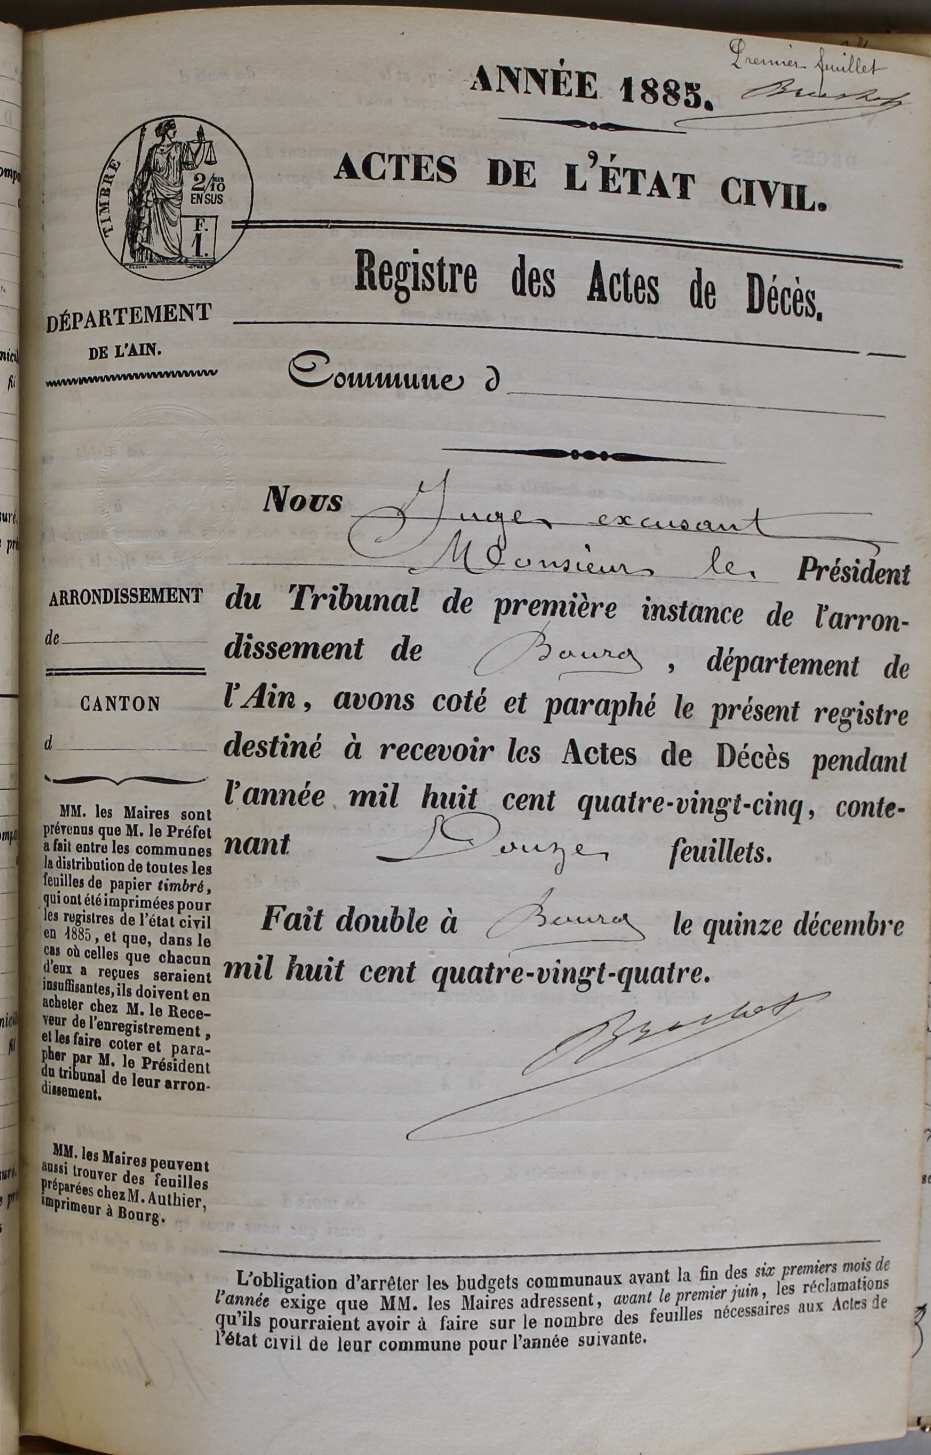 Premier feuillet
ANNÉE 1885.
ACTES DE L'ÉTAT CIVIL.
TIMBRE
2/10
EN SUS
F.
1.
Registre des Actes de Décès.
DÉPARTEMENT
DE L'AIN.
Commune d
Nous Juge excusant
Monsieur le Président
du Tribunal de première instance de l'arron-
dissement de Bourg, département de
l'Ain, avons coté et paraphé le présent registre
destiné à recevoir les Actes de Décès pendant
l'année mil huit cent quatre-vingt-cinq, conte-
nant Douze feuillets.
Fait double à Bourg le quinze décembre
mil huit cent quatre-vingt-quatre.
ARRONDISSEMENT
de
CANTON
d
MM. les Maires sont
prévenus que M. le Préfet
a fait entre les communes
la distribution de toutes les
feuilles de papier timbré,
qui ont été imprimées pour
les registres de l'état civil
en 1885, et que, dans le
cas où celles que chacun
d'eux a reçues seraient
insuffisantes, ils doivent en
acheter chez M. le Rece-
veur de l'enregistrement,
et les faire coter et para-
pher par M. le Président
du tribunal de leur arron-
dissement.
MM. les Maires peuvent
aussi trouver des feuilles
préparées chez M. Authier,
imprimeur à Bourg.
L'obligation d'arrêter les budgets communaux avant la fin des six premiers mois de
l'année exige que MM. les Maires adressent, avant le premier juin, les réclamations
qu'ils pourraient avoir à faire sur le nombre des feuilles nécessaires aux Actes de
l'état civil de leur commune pour l'année suivante.